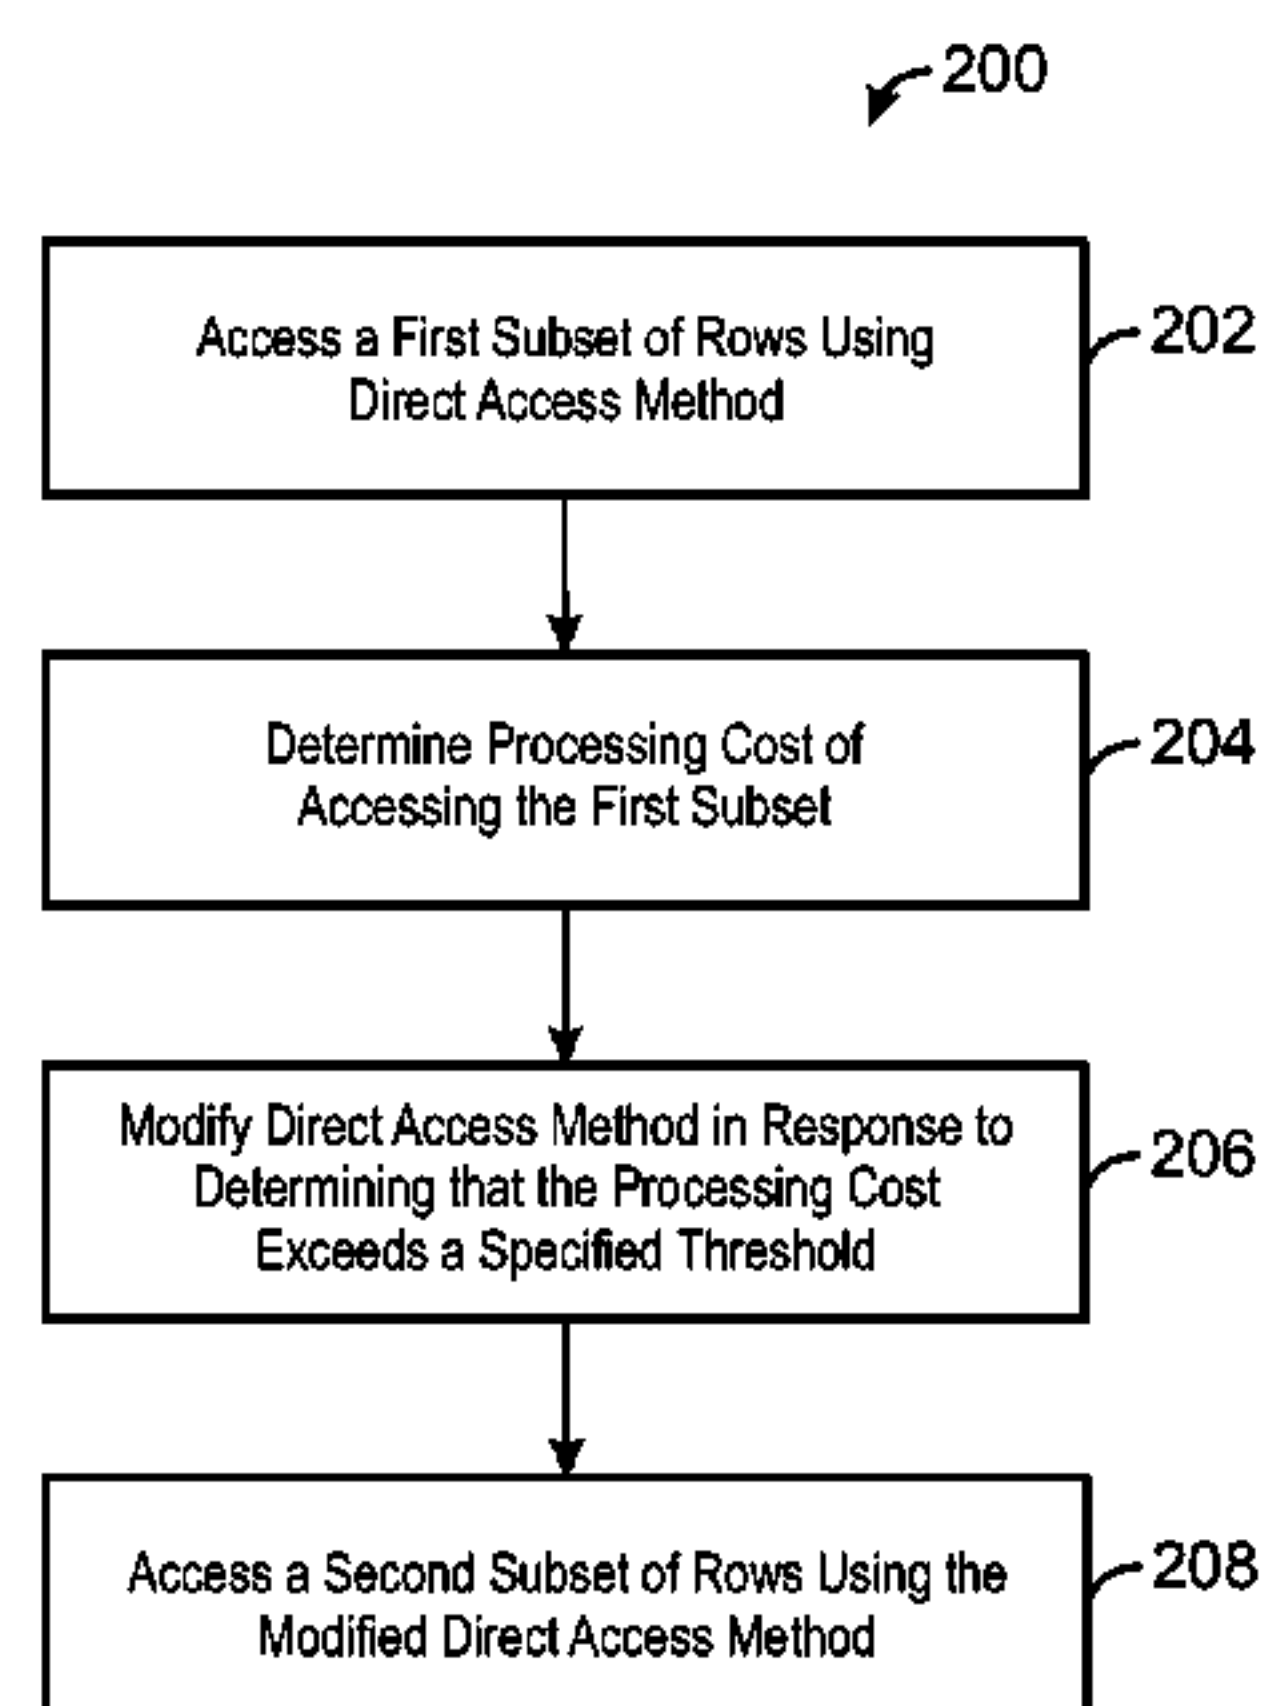 200
Access a First Subset of Rows Using
Direct Access Method
202
Determine Processing Cost of
Accessing the First Subset
204
Modify Direct Access Method in Response to
Determining that the Processing Cost
Exceeds a Specified Threshold
206
Access a Second Subset of Rows Using the
Modified Direct Access Method
208